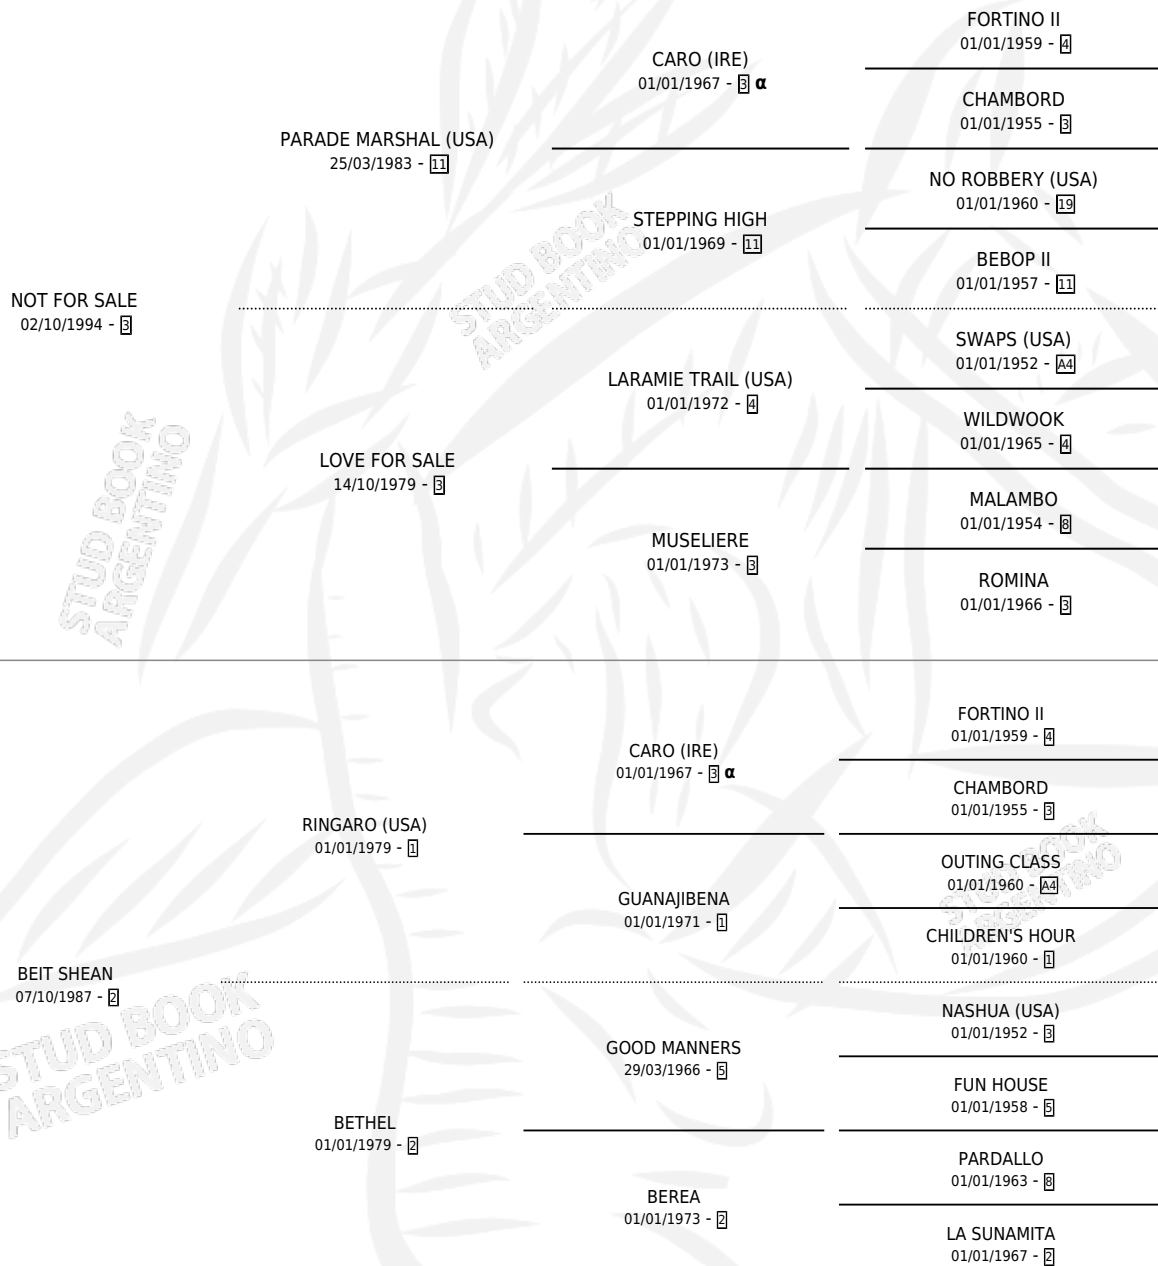 FORTINO II
01/01/1959 - 4
CARO (IRE)
01/01/1967 - 3 α
CHAMBORD
01/01/1955 - 3
PARADE MARSHAL (USA)
25/03/1983 - 11
NO ROBBERY (USA)
01/01/1960 - 19
STEPPING HIGH
01/01/1969 - 11
BEBOP II
01/01/1957 - 11
NOT FOR SALE
02/10/1994 - 3
SWAPS (USA)
01/01/1952 - A4
LARAMIE TRAIL (USA)
01/01/1972 - 4
WILDWOOK
01/01/1965 - 4
LOVE FOR SALE
14/10/1979 - 3
MALAMBO
01/01/1954 - 8
MUSELIERE
01/01/1973 - 3
ROMINA
01/01/1966 - 3
FORTINO II
01/01/1959 - 4
CARO (IRE)
01/01/1967 - 3 α
CHAMBORD
01/01/1955 - 3
RINGARO (USA)
01/01/1979 - 1
OUTING CLASS
01/01/1960 - A4
GUANAJIBENA
01/01/1971 - 1
CHILDREN'S HOUR
01/01/1960 - 1
BEIT SHEAN
07/10/1987 - 2
NASHUA (USA)
01/01/1952 - 3
GOOD MANNERS
29/03/1966 - 5
FUN HOUSE
01/01/1958 - 5
BETHEL
01/01/1979 - 2
PARDALLO
01/01/1963 - 8
BEREA
01/01/1973 - 2
LA SUNAMITA
01/01/1967 - 2
STUD BOOK
ARGENTINO
STUD BOOK
ARGENTINO
STUD BOOK
ARGENTINO
STUD BOOK
ARGENTINO